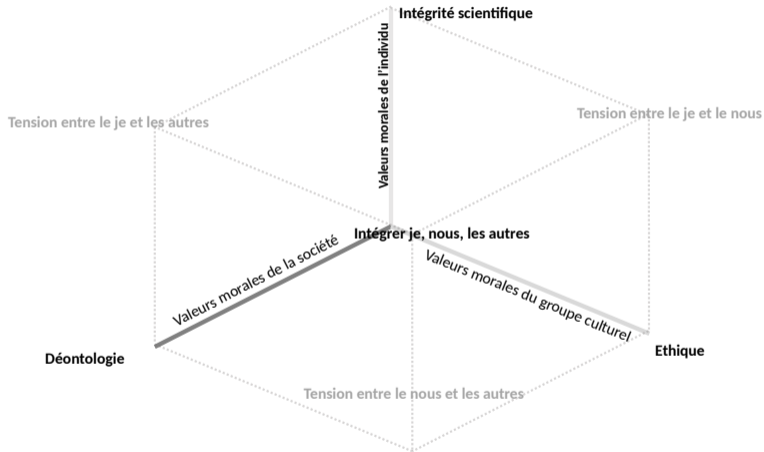 Intégrité scientifique
Valeurs morales de l'individu
Tension entre le je et le nous
Tension entre le je et les autres
Intégrer je, nous, les autres
Valeurs morales de la société
Valeurs morales du groupe culturel
Ethique
Déontologie
Tension entre le nous et les autres